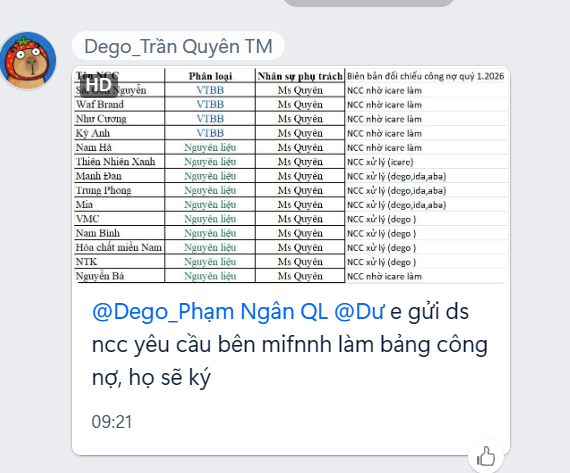 Dego_Trần Quyên TM
Tên NCC Phân loại Nhân sự phụ trách Biên bản đối chiếu công nợ quý 1.2026
HD
Sài Gòn Nguyễn VTBB Ms Quyên NCC nhờ icare làm
Waf Brand VTBB Ms Quyên NCC nhờ icare làm
Như Cương VTBB Ms Quyên NCC nhờ icare làm
Kỳ Anh VTBB Ms Quyên NCC nhờ icare làm
Nam Hà Nguyên liệu Ms Quyên NCC nhờ icare làm
Thiên Nhiên Xanh Nguyên liệu Ms Quyên NCC xử lý (icare)
Mạnh Đan Nguyên liệu Ms Quyên NCC xử lý (dego,ida,aba)
Trung Phong Nguyên liệu Ms Quyên NCC xử lý (dego,ida,aba)
Mia Nguyên liệu Ms Quyên NCC xử lý (dego,ida,aba)
VMC Nguyên liệu Ms Quyên NCC xử lý (dego )
Nam Bình Nguyên liệu Ms Quyên NCC xử lý (dego )
Hóa chất miền Nam Nguyên liệu Ms Quyên NCC xử lý (dego )
NTK Nguyên liệu Ms Quyên NCC xử lý (dego )
Nguyễn Bá Nguyên liệu Ms Quyên NCC nhờ icare làm
@Dego_Phạm Ngân QL @Dư e gửi ds
ncc yêu cầu bên mifnnh làm bảng công
nợ, họ sẽ ký
09:21